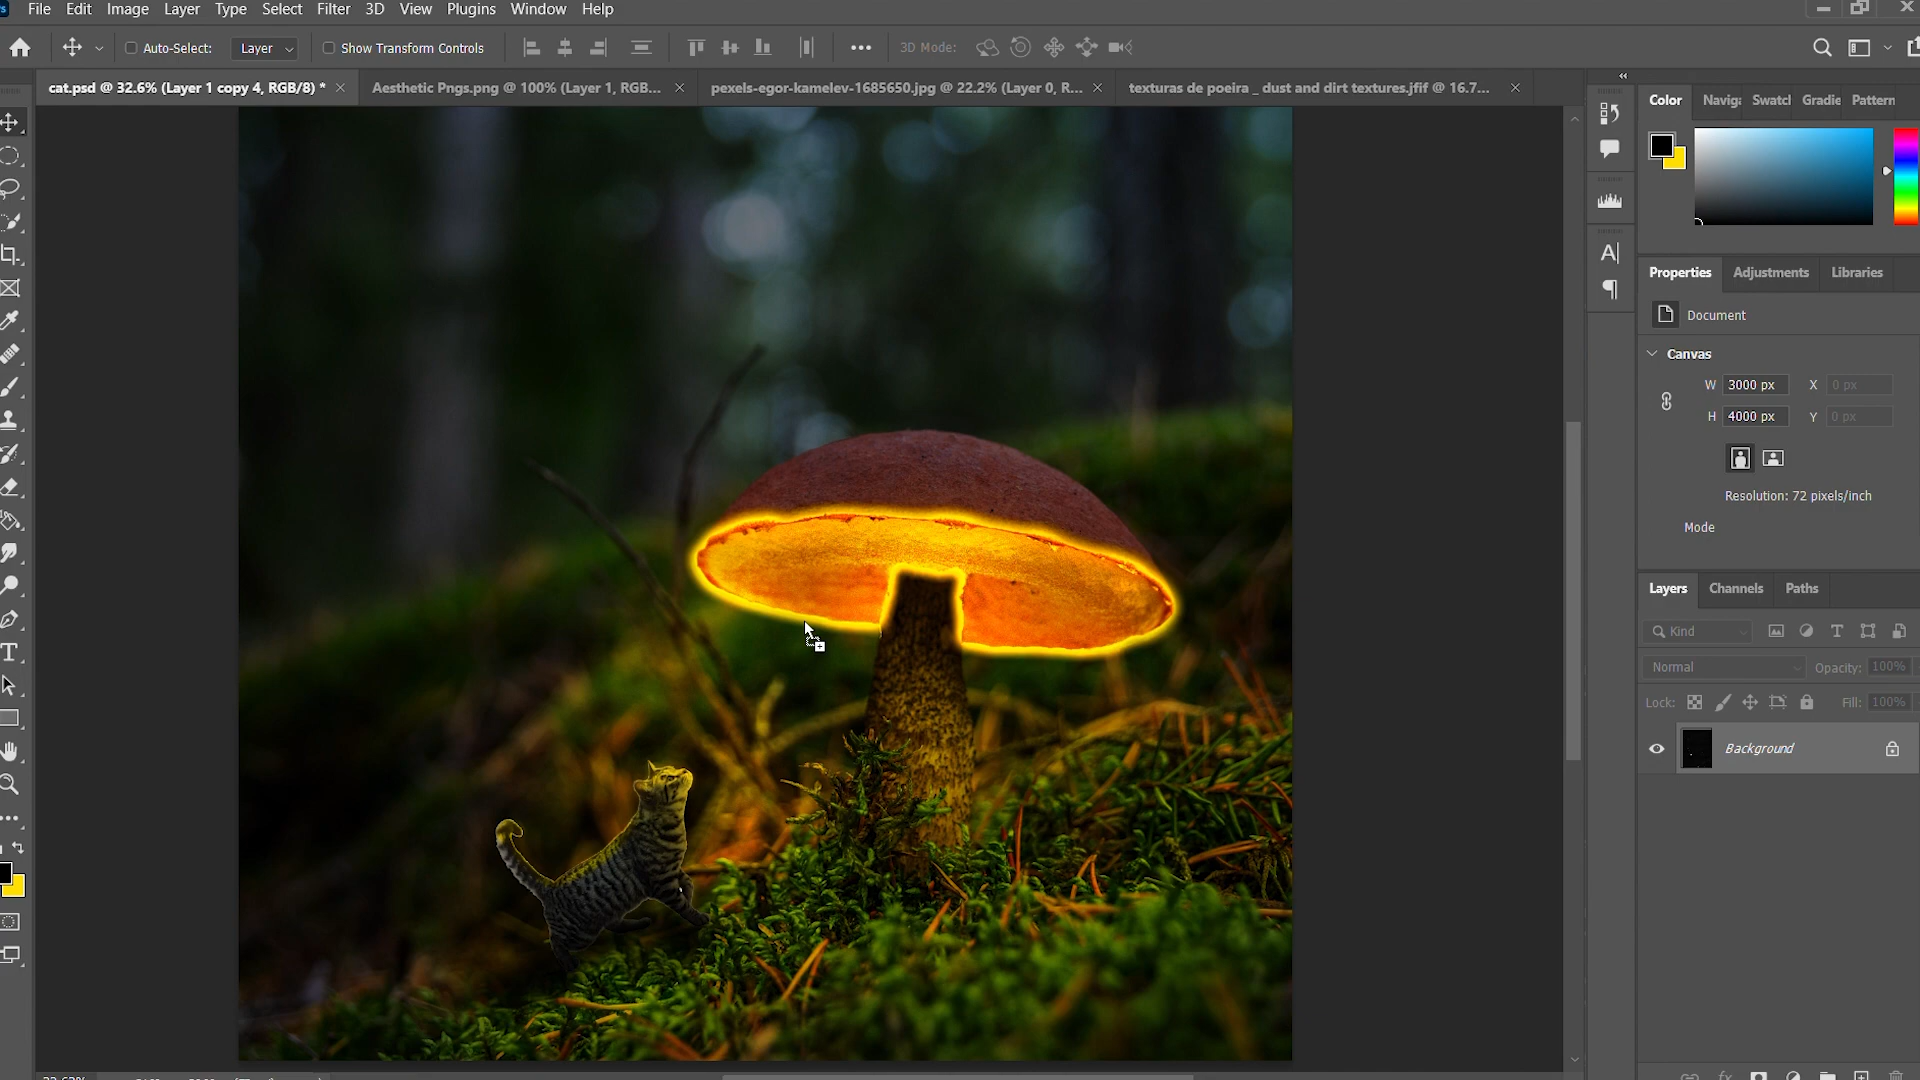 File Edit Image Layer Type Select Filter 3D View Plugins Window Help
Auto-Select: Layer Show Transform Controls 3D Mode:
cat.psd @ 32.6% (Layer 1 copy 4, RGB/8) * Aesthetic Pngs.png @ 100% (Layer 1, RGB... pexels-egor-kamelev-1685650.jpg @ 22.2% (Layer 0, R... texturas de poeira _ dust and dirt textures.jfif @ 16.7...
Color Naviga Swatcl Gradie Pattern
Properties Adjustments Libraries
Document
Canvas
W 3000 px X 0 px
H 4000 px Y 0 px
Resolution: 72 pixels/inch
Mode
Layers Channels Paths
Kind
Normal Opacity: 100%
Lock: Fill: 100%
Background